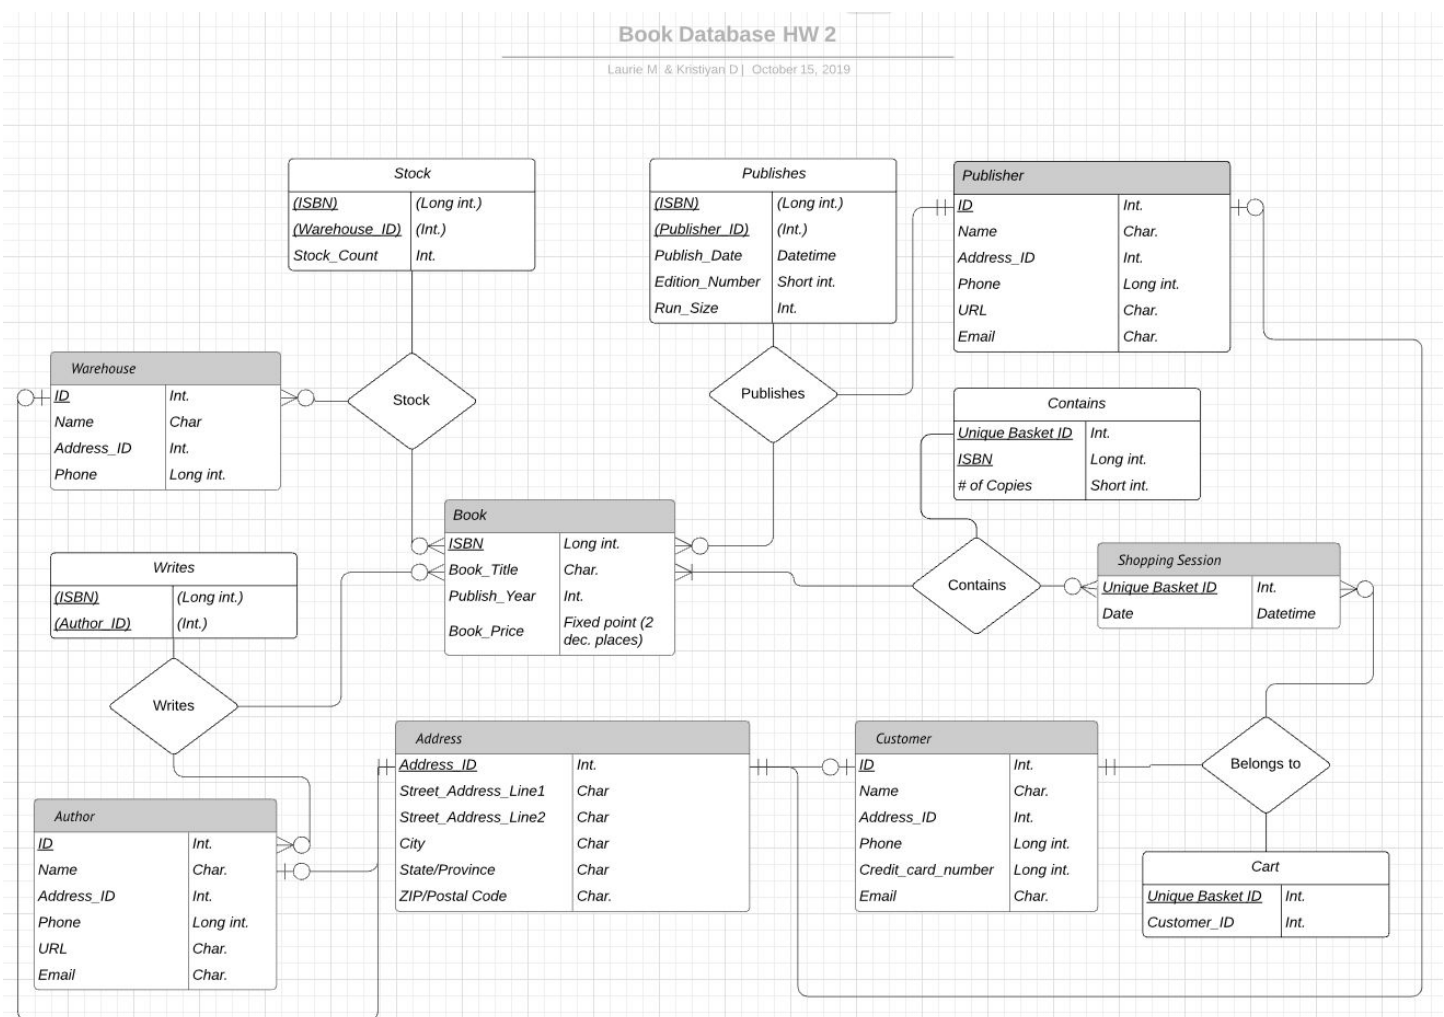 Book Database HW 2
Laurie M & Kristiyan D | October 15, 2019
Stock
(ISBN) (Long int.)
(Warehouse_ID) (Int.)
Stock_Count Int.
Publishes
(ISBN) (Long int.)
(Publisher_ID) (Int.)
Publish_Date Datetime
Edition_Number Short int.
Run_Size Int.
Publisher
ID Int.
Name Char.
Address_ID Int.
Phone Long int.
URL Char.
Email Char.
Warehouse
ID Int.
Name Char
Address_ID Int.
Phone Long int.
Stock
Publishes
Contains
Unique Basket ID Int.
ISBN Long int.
# of Copies Short int.
Book
ISBN Long int.
Book_Title Char.
Publish_Year Int.
Book_Price Fixed point (2
dec. places)
Writes
(ISBN) (Long int.)
(Author_ID) (Int.)
Contains
Shopping Session
Unique Basket ID Int.
Date Datetime
Writes
Address
Address_ID Int.
Street_Address_Line1 Char
Street_Address_Line2 Char
City Char
State/Province Char
ZIP/Postal Code Char.
Customer
ID Int.
Name Char.
Address_ID Int.
Phone Long int.
Credit_card_number Long int.
Email Char.
Belongs to
Author
ID Int.
Name Char.
Address_ID Int.
Phone Long int.
URL Char.
Email Char.
Cart
Unique Basket ID Int.
Customer_ID Int.